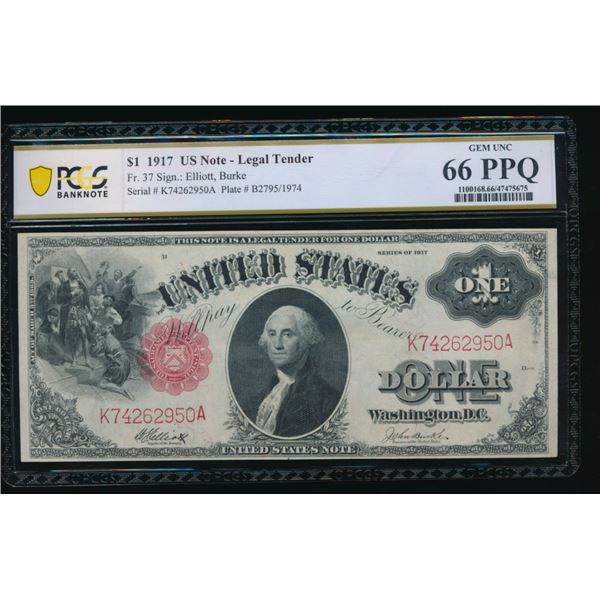 PCGS
BANKNOTE
$1 1917 US Note - Legal Tender
Fr. 37 Sign.: Elliott, Burke
Serial # K74262950A Plate # B2795/1974
GEM UNC
66 PPQ
1100168.66/47475675
THIS NOTE IS A LEGAL TENDER FOR ONE DOLLAR
SERIES OF 1917
UNITED STATES
ONE
Will pay to Bearer
K74262950A
ONE
DOLLAR
K74262950A
Washington, D.C.
UNITED STATES NOTE